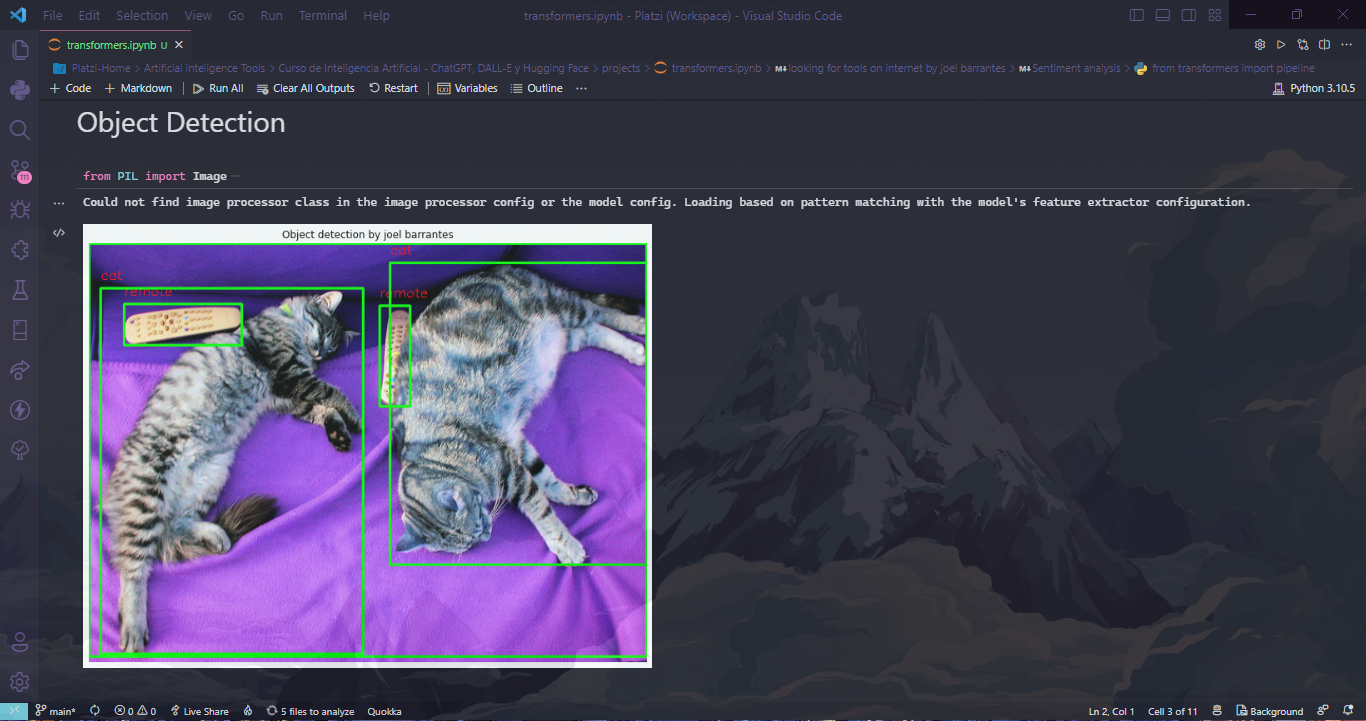 File Edit Selection View Go Run Terminal Help transformers.ipynb - Platzi (Workspace) - Visual Studio Code
transformers.ipynb U
Platzi-Home > Artificial inteligence Tools > Curso de Inteligencia Artificial - ChatGPT, DALL-E y Hugging Face > projects > transformers.ipynb > M↓looking for tools on internet by joel barrantes > M↓Sentiment analysis > from transformers import pipeline
+ Code + Markdown | Run All Clear All Outputs Restart | Variables Outline ··· Python 3.10.5
Object Detection
from PIL import Image ···
Could not find image processor class in the image processor config or the model config. Loading based on pattern matching with the model's feature extractor configuration.
Object detection by joel barrantes
cat
cat
remote
remote
111
main* 0 0 Live Share 5 files to analyze Quokka Ln 2, Col 1 Cell 3 of 11 Background